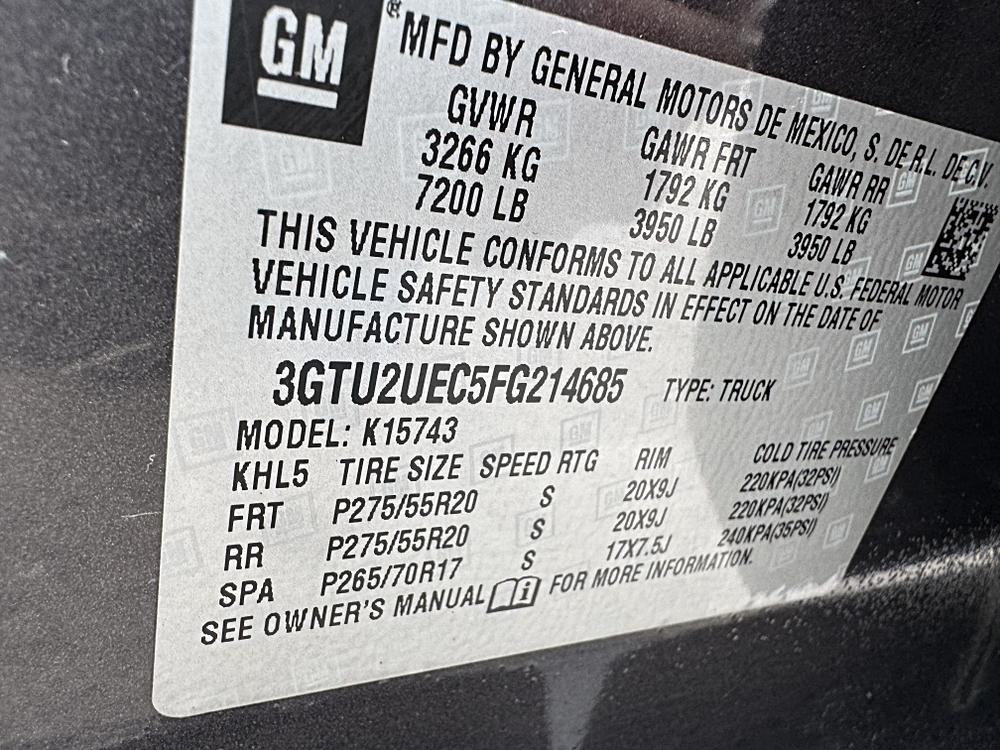 GM
MFD BY GENERAL MOTORS DE MEXICO, S. DE R.L. DE C.V.
GVWR GAWR FRT GAWR RR
3266 KG 1792 KG 1792 KG
7200 LB 3950 LB 3950 LB
THIS VEHICLE CONFORMS TO ALL APPLICABLE U.S. FEDERAL MOTOR
VEHICLE SAFETY STANDARDS IN EFFECT ON THE DATE OF
MANUFACTURE SHOWN ABOVE.
3GTU2UEC5FG214685 TYPE: TRUCK
MODEL: K15743
KHL5 TIRE SIZE SPEED RTG RIM COLD TIRE PRESSURE
FRT P275/55R20 S 20X9J 220KPA(32PSI)
RR P275/55R20 S 20X9J 220KPA(32PSI)
SPA P265/70R17 S 17X7.5J 240KPA(35PSI)
SEE OWNER'S MANUAL FOR MORE INFORMATION.